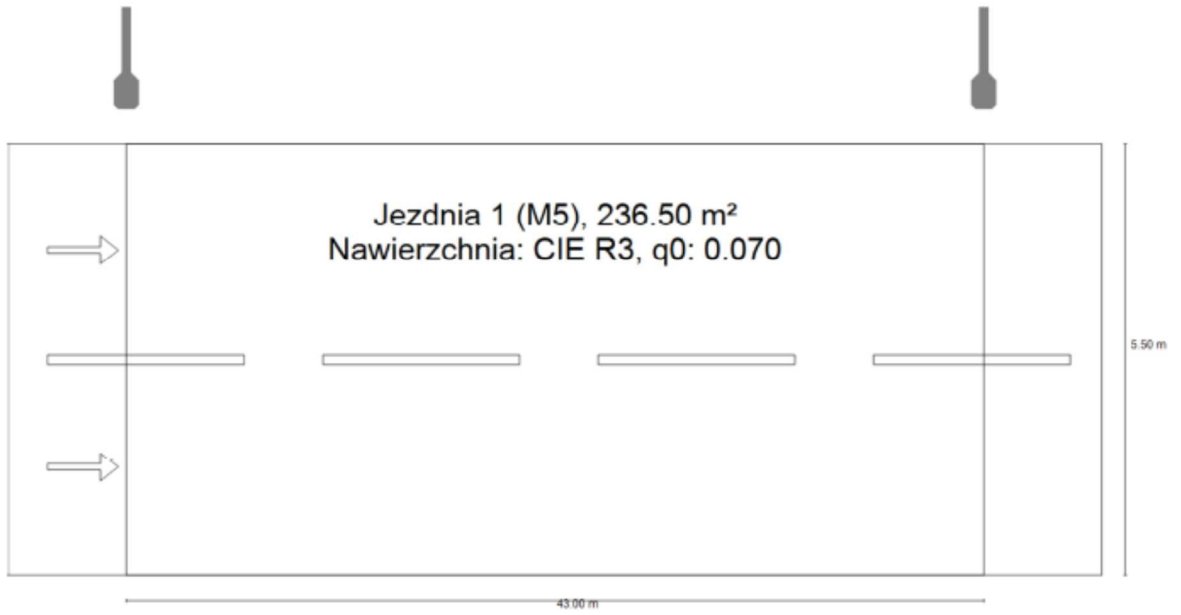 Jezdnia 1 (M5), 236.50 m²
Nawierzchnia: CIE R3, q0: 0.070
5.50 m
43.00 m